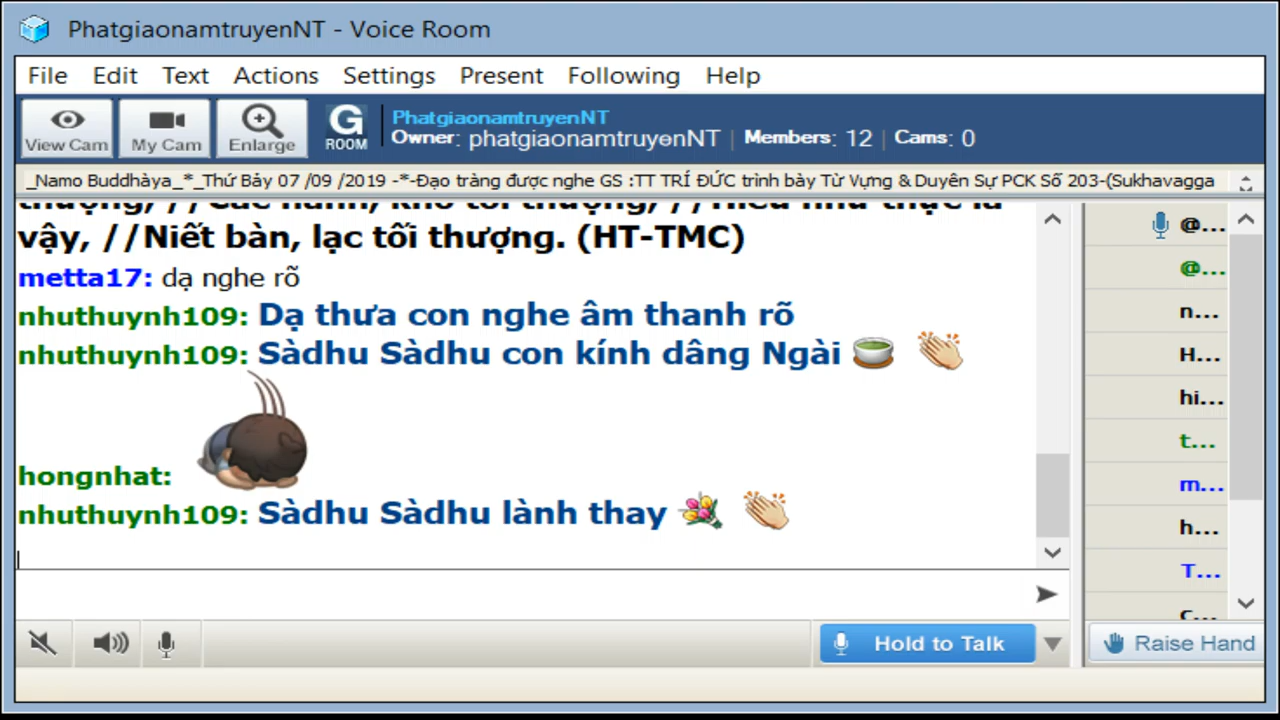 PhatgiaonamtruyenNT - Voice Room
File Edit Text Actions Settings Present Following Help
View Cam My Cam Enlarge G ROOM
PhatgiaonamtruyenNT
Owner: phatgiaonamtruyenNT | Members: 12 | Cams: 0
_Namo Buddhàya_*_Thứ Bảy 07 /09 /2019 -*-Đạo tràng được nghe GS :TT TRÍ ĐỨC trình bày Từ Vựng & Duyên Sự PCK Số 203-(Sukhavagga
thượng, //Các hành, khổ tối thượng, //Hiểu như thực là
vậy, //Niết bàn, lạc tối thượng. (HT-TMC)
metta17: dạ nghe rõ
nhuthuynh109: Dạ thưa con nghe âm thanh rõ
nhuthuynh109: Sàdhu Sàdhu con kính dâng Ngài
hongnhat:
nhuthuynh109: Sàdhu Sàdhu lành thay
@...
@...
n...
H...
hi...
t...
m...
h...
T...
c...
Hold to Talk
Raise Hand